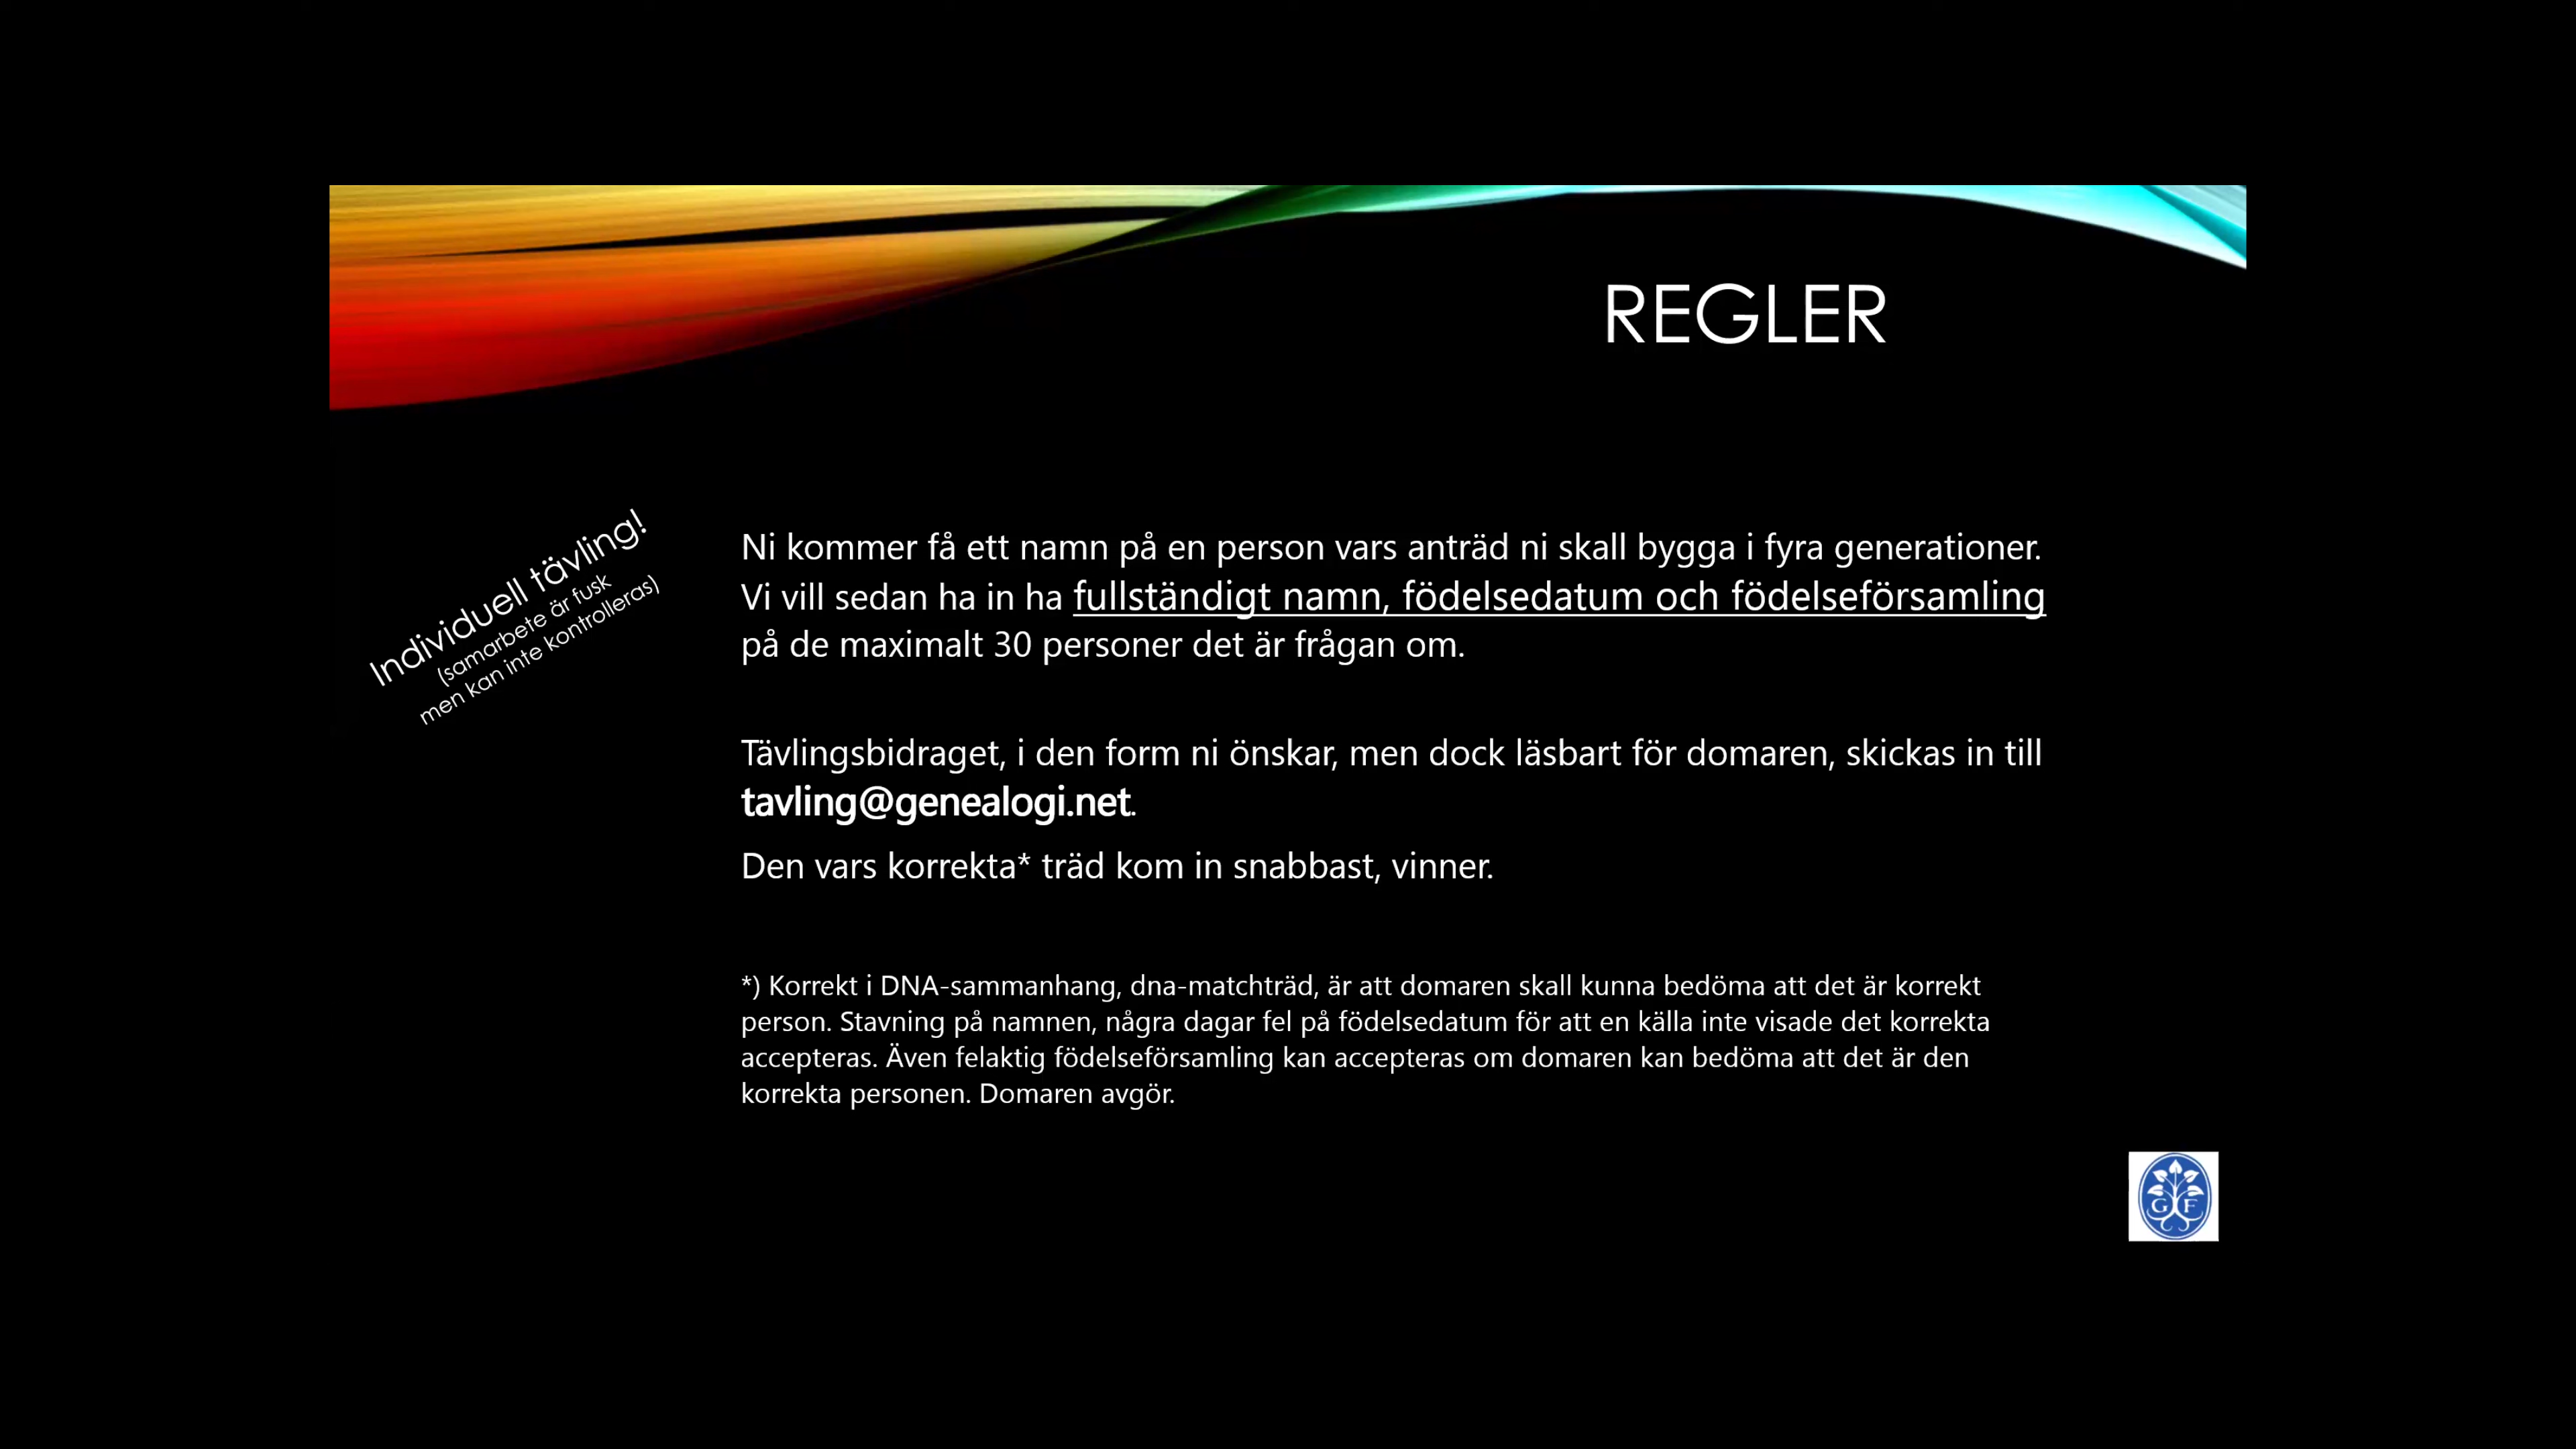 REGLER
Individuell tävling!
(samarbete är fusk
men kan inte kontrolleras)
Ni kommer få ett namn på en person vars anträd ni skall bygga i fyra generationer.
Vi vill sedan ha in ha fullständigt namn, födelsedatum och födelseförsamling
på de maximalt 30 personer det är frågan om.
Tävlingsbidraget, i den form ni önskar, men dock läsbart för domaren, skickas in till
tavling@genealogi.net.
Den vars korrekta* träd kom in snabbast, vinner.
*) Korrekt i DNA-sammanhang, dna-matchträd, är att domaren skall kunna bedöma att det är korrekt
person. Stavning på namnen, några dagar fel på födelsedatum för att en källa inte visade det korrekta
accepteras. Även felaktig födelseförsamling kan accepteras om domaren kan bedöma att det är den
korrekta personen. Domaren avgör.
G F